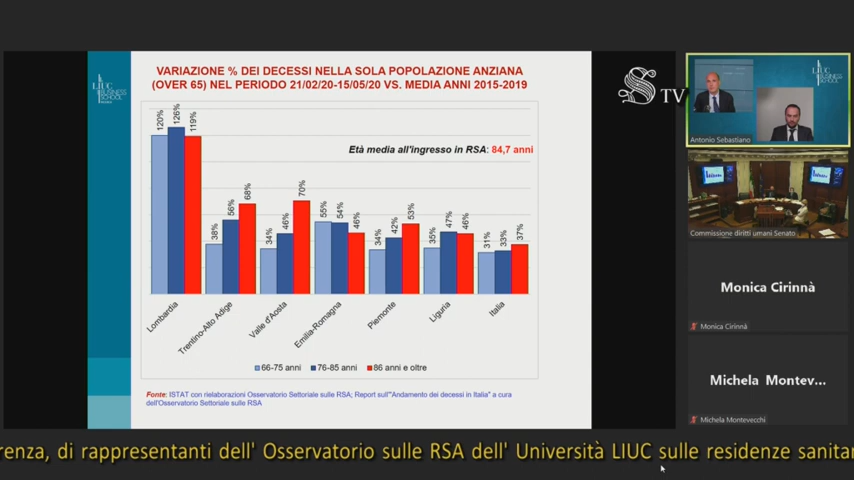 VARIAZIONE % DEI DECESSI NELLA SOLA POPOLAZIONE ANZIANA
(OVER 65) NEL PERIODO 21/02/20-15/05/20 VS. MEDIA ANNI 2015-2019
LIUC
BUSINESS
SCHOOL
S TV
Età media all'ingresso in RSA: 84,7 anni
120% 126% 119%
38% 56% 68%
34% 46% 70%
55% 54% 46%
34% 42% 53%
35% 47% 46%
31% 33% 37%
Lombardia
Trentino-Alto Adige
Valle d'Aosta
Emilia-Romagna
Piemonte
Liguria
Italia
66-75 anni 76-85 anni 86 anni e oltre
Fonte: ISTAT con rielaborazioni Osservatorio Settoriale sulle RSA; Report sull'"Andamento dei decessi in Italia" a cura
dell'Osservatorio Settoriale sulle RSA
LIUC
BUSINESS
SCHOOL
Antonio Sebastiano
Commissione diritti umani Senato
Monica Cirinnà
Monica Cirinnà
Michela Montev...
Michela Montevecchi
renza, di rappresentanti dell' Osservatorio sulle RSA dell' Università LIUC sulle residenze sanitar